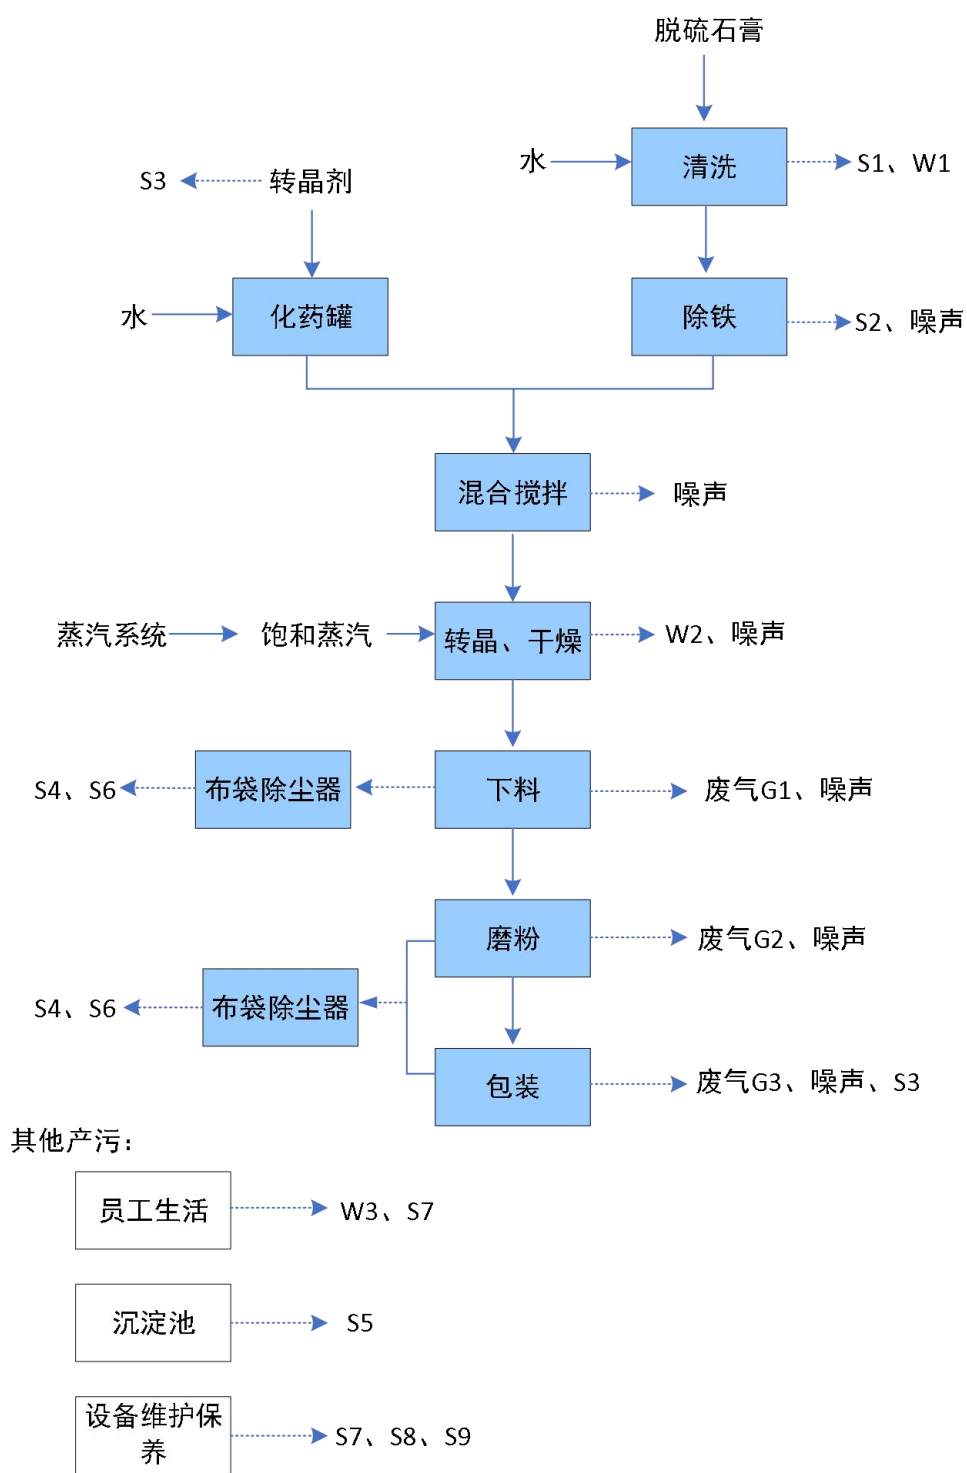 脱硫石膏
水
清洗
S1、W1
S3
转晶剂
水
化药罐
除铁
S2、噪声
混合搅拌
噪声
蒸汽系统
饱和蒸汽
转晶、干燥
W2、噪声
S4、S6
布袋除尘器
下料
废气G1、噪声
磨粉
废气G2、噪声
S4、S6
布袋除尘器
包装
废气G3、噪声、S3
其他产污：
员工生活
W3、S7
沉淀池
S5
设备维护保
养
S7、S8、S9